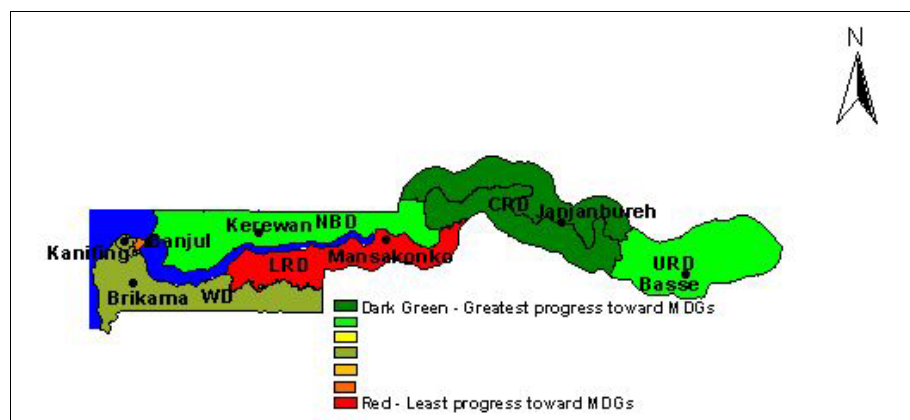 N
CRD
Janjanbureh
Kerewan
NBD
Kanifing
Banjul
Mansakonko
LRD
URD
Basse
Brikama
WD
Dark Green - Greatest progress toward MDGs
Red - Least progress toward MDGs